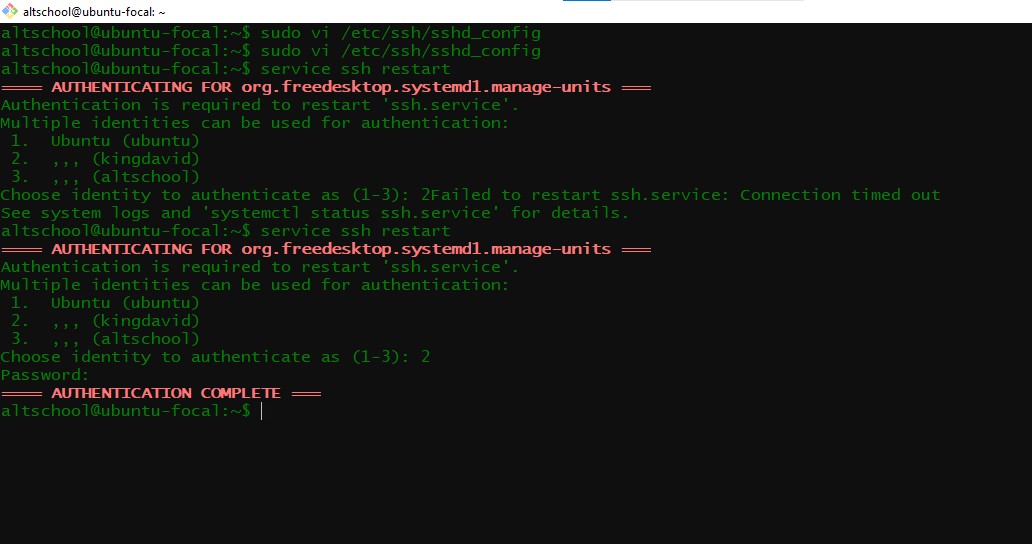 altschool@ubuntu-focal: ~
altschool@ubuntu-focal:~$ sudo vi /etc/ssh/sshd_config
altschool@ubuntu-focal:~$ sudo vi /etc/ssh/sshd_config
altschool@ubuntu-focal:~$ service ssh restart
==== AUTHENTICATING FOR org.freedesktop.systemd1.manage-units ===
Authentication is required to restart 'ssh.service'.
Multiple identities can be used for authentication:
 1.  Ubuntu (ubuntu)
 2.  ,,, (kingdavid)
 3.  ,,, (altschool)
Choose identity to authenticate as (1-3): 2Failed to restart ssh.service: Connection timed out
See system logs and 'systemctl status ssh.service' for details.
altschool@ubuntu-focal:~$ service ssh restart
==== AUTHENTICATING FOR org.freedesktop.systemd1.manage-units ===
Authentication is required to restart 'ssh.service'.
Multiple identities can be used for authentication:
 1.  Ubuntu (ubuntu)
 2.  ,,, (kingdavid)
 3.  ,,, (altschool)
Choose identity to authenticate as (1-3): 2
Password:
==== AUTHENTICATION COMPLETE ===
altschool@ubuntu-focal:~$